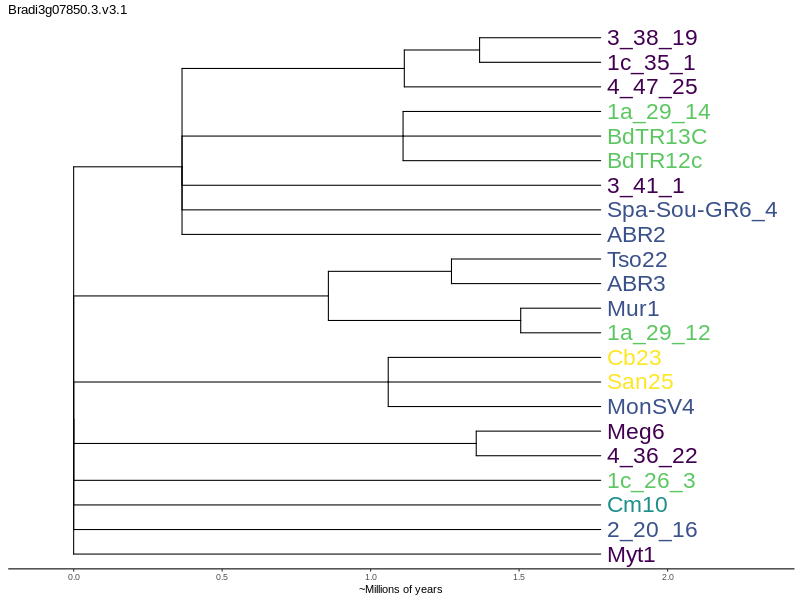 Bradi3g07850.3.v3.1
3_38_19
1c_35_1
4_47_25
1a_29_14
BdTR13C
BdTR12c
3_41_1
Spa-Sou-GR6_4
ABR2
Tso22
ABR3
Mur1
1a_29_12
Cb23
San25
MonSV4
Meg6
4_36_22
1c_26_3
Cm10
2_20_16
Myt1
0.0 0.5 1.0 1.5 2.0
~Millions of years